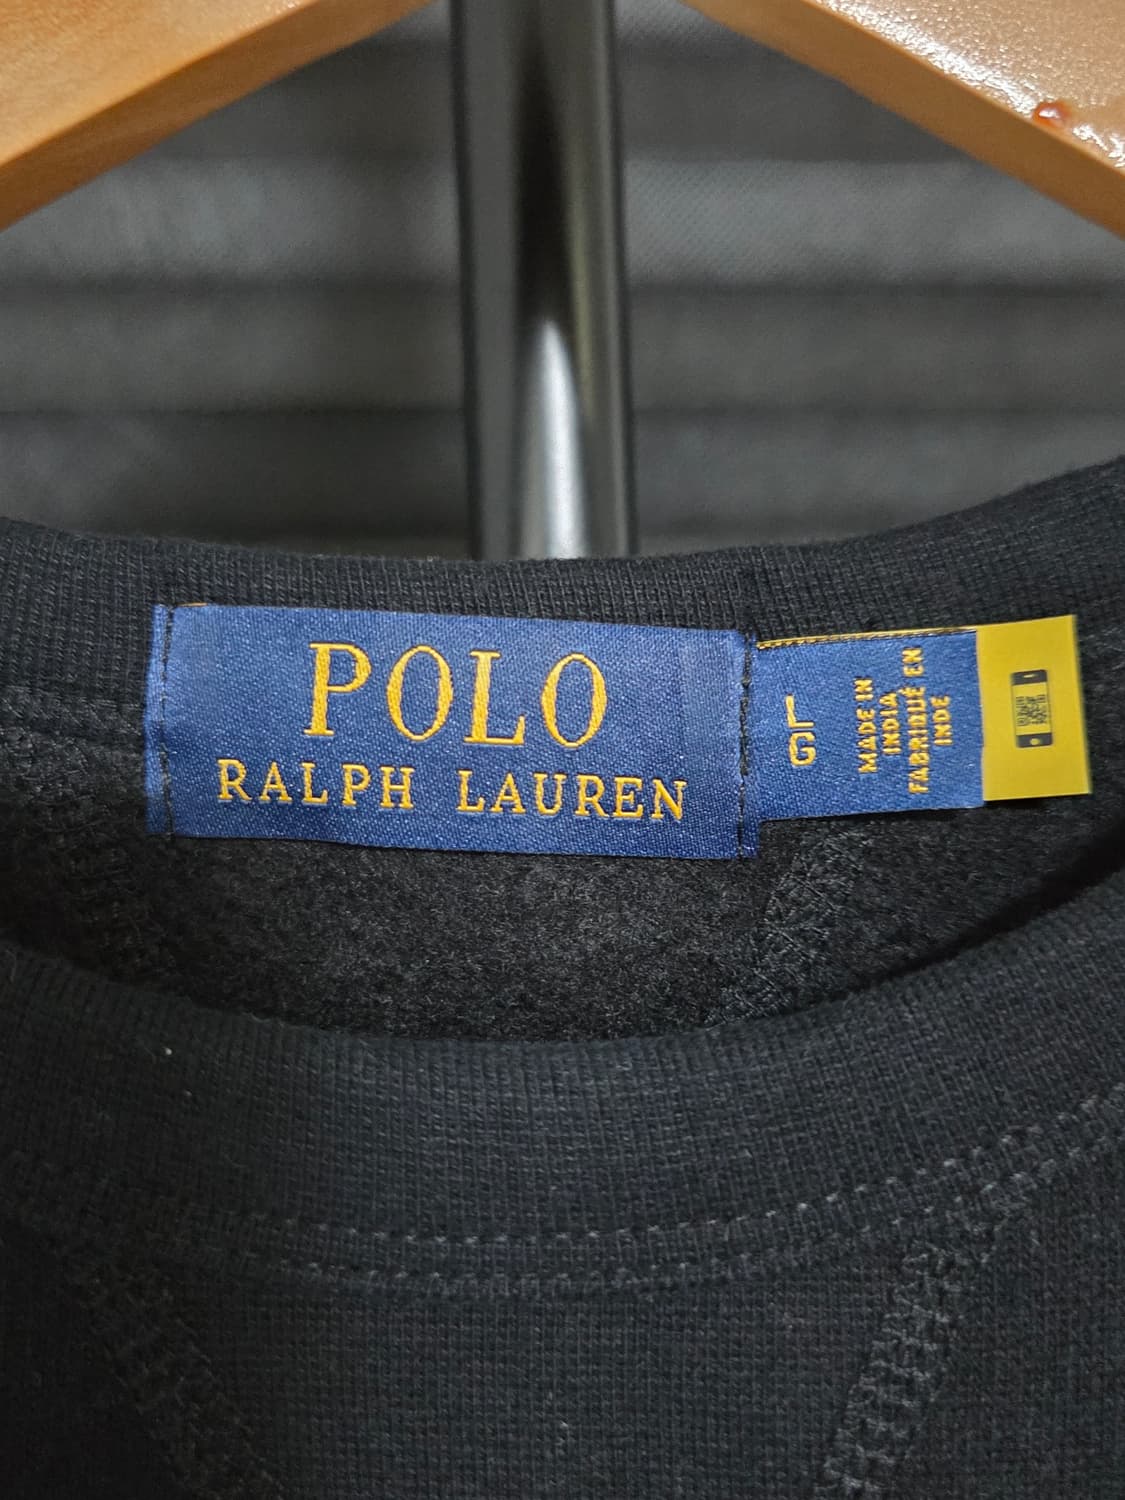 POLO
RALPH LAUREN
L
G
MADE IN
INDIA
FABRIQUÉ EN
INDE